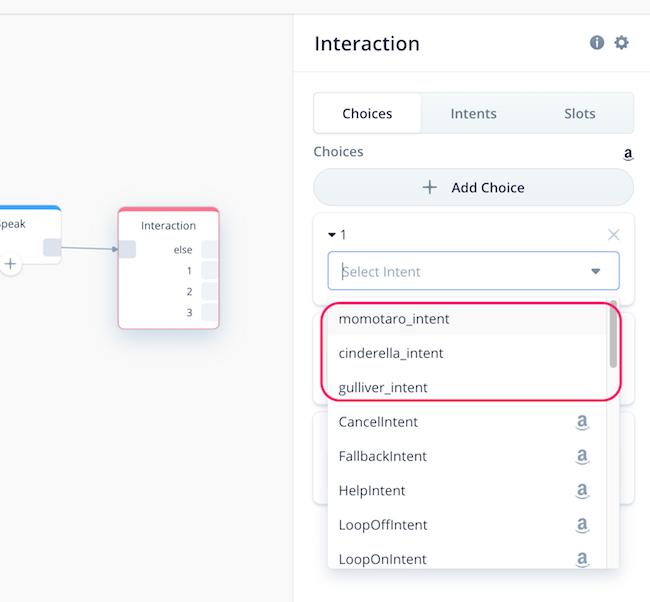 Interaction
Choices Intents Slots
Choices
Add Choice
1
Select Intent
momotaro_intent
cinderella_intent
gulliver_intent
CancelIntent
FallbackIntent
HelpIntent
LoopOffIntent
LoopOnIntent
peak
Interaction
else
1
2
3